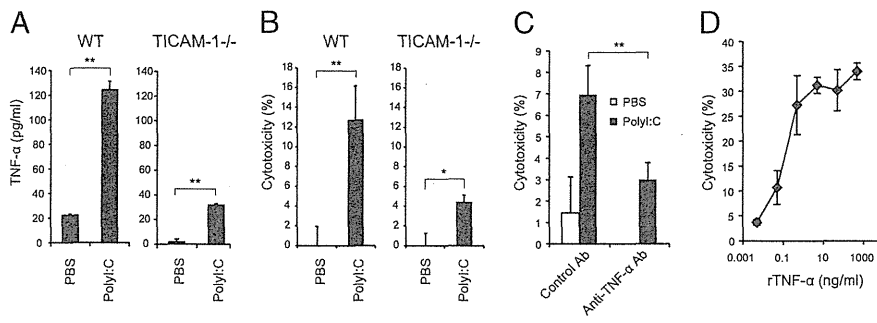 A
WT
TICAM-1-/-
TNF-α (pg/ml)
140
120
100
80
60
40
20
0
**
PBS
PolyI:C
140
120
100
80
60
40
20
0
**
PBS
PolyI:C
B
WT
TICAM-1-/-
Cytotoxicity (%)
18
16
14
12
10
8
6
4
2
0
**
PBS
PolyI:C
18
16
14
12
10
8
6
4
2
0
*
PBS
PolyI:C
C
Cytotoxicity (%)
9
8
7
6
5
4
3
2
1
0
**
PBS
PolyI:C
Control Ab
Anti-TNF-α Ab
D
Cytotoxicity (%)
40
35
30
25
20
15
10
5
0
0.001
0.1
10
1000
rTNF-α (ng/ml)